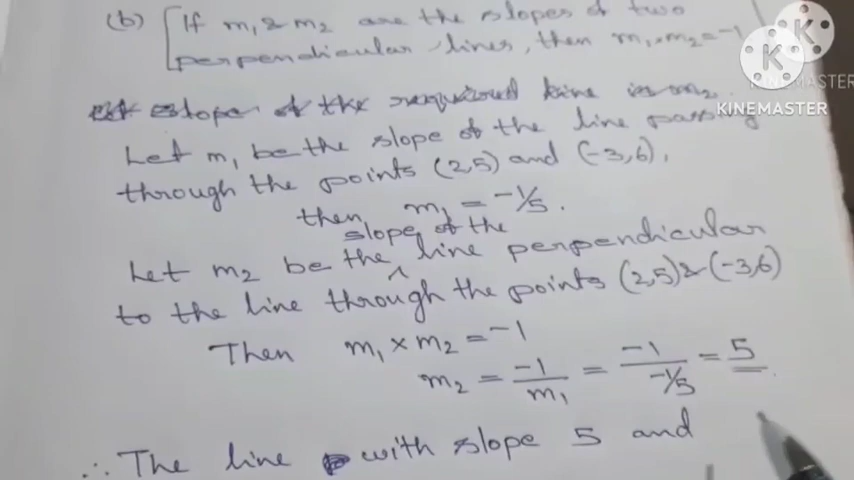 (b) [If m₁ & m₂ are the slopes of two
perpendicular lines, then m₁×m₂ = -1]
slope of the required line is m₂.
Let m₁ be the slope of the line passing
through the points (2,5) and (-3,6),
then m₁ = -1/5.
slope of the
Let m₂ be the ^ line perpendicular
to the line through the points (2,5) & (-3,6)
Then m₁ × m₂ = -1
m₂ = -1/m₁ = -1/-1/5 = 5
∴ The line with slope 5 and
KINEMASTER
KINEMASTER